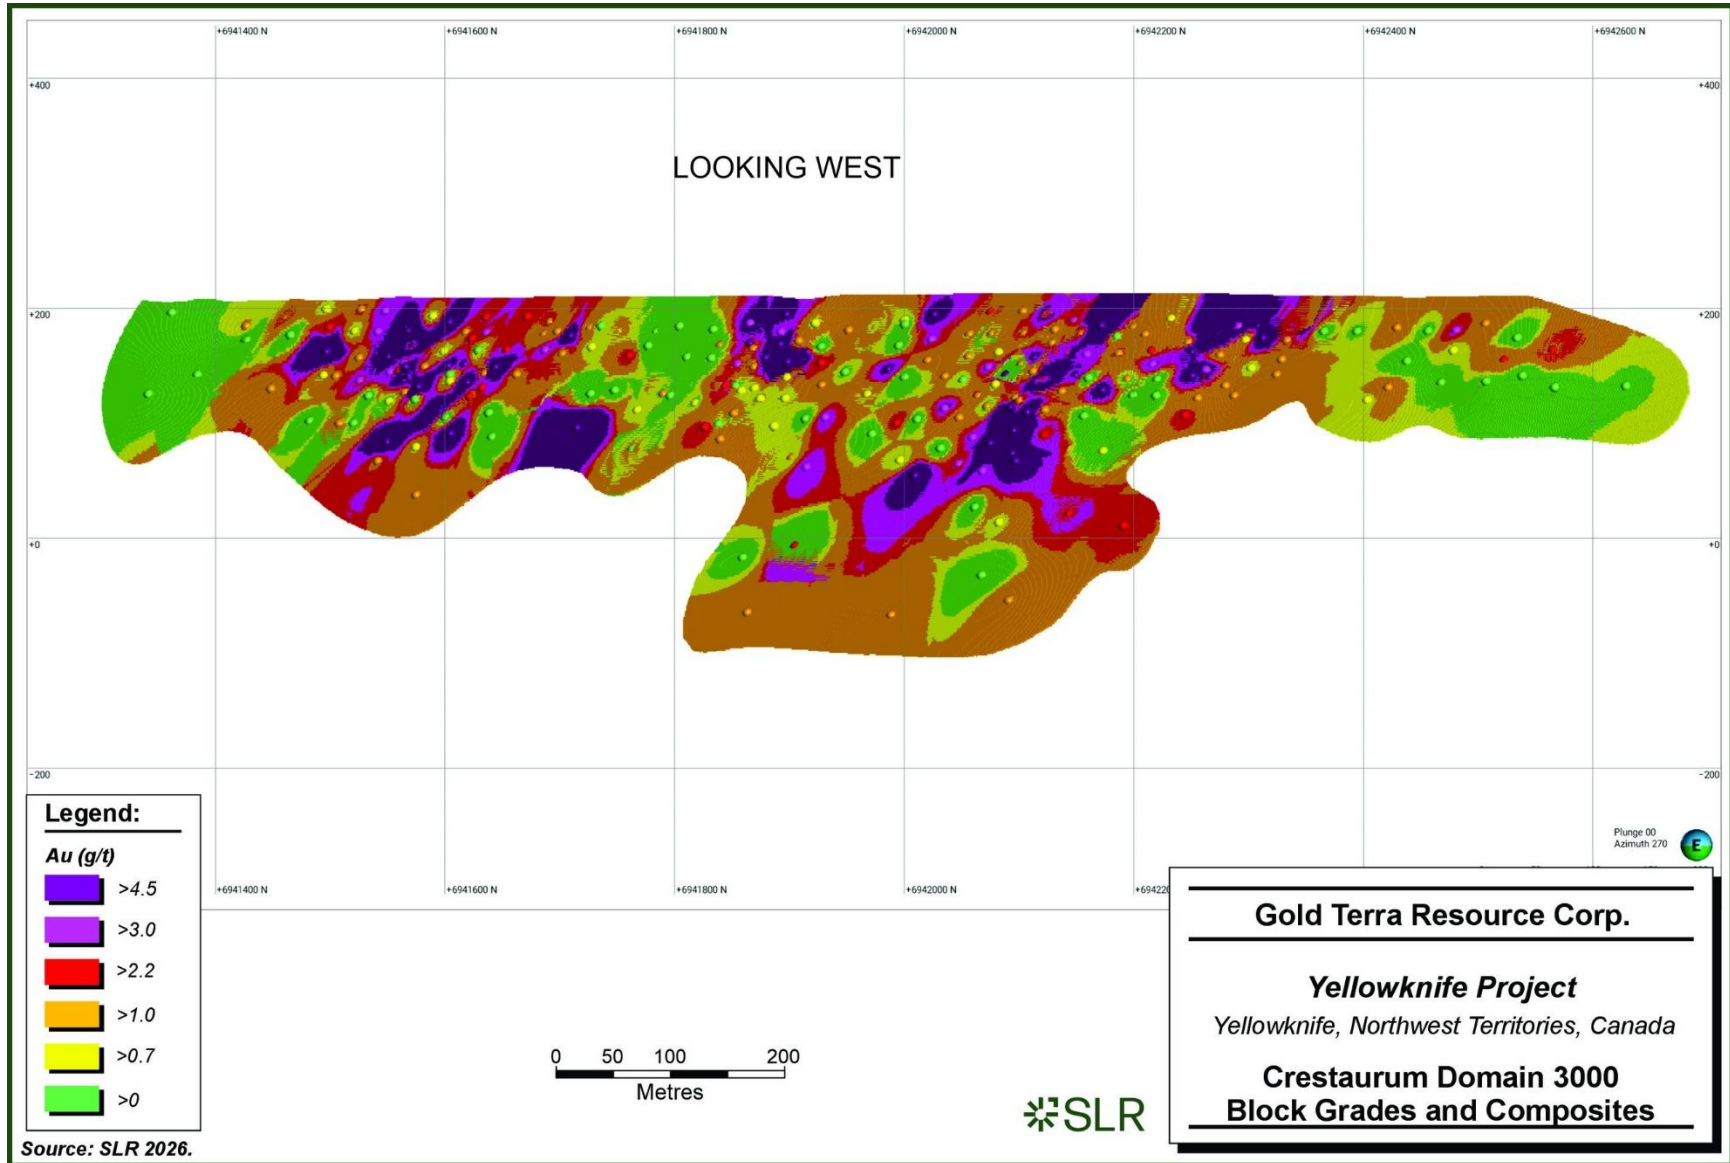 +6941400 N +6941600 N +6941800 N +6942000 N +6942200 N +6942400 N +6942600 N
+400 +400
LOOKING WEST
+200 +200
+0 +0
-200 -200
Plunge 00
Azimuth 270
E
+6941400 N +6941600 N +6941800 N +6942000 N
Legend:
Au (g/t)
>4.5
>3.0
>2.2
>1.0
>0.7
>0
0 50 100 200
Metres
SLR
Gold Terra Resource Corp.
Yellowknife Project
Yellowknife, Northwest Territories, Canada
Crestaurum Domain 3000
Block Grades and Composites
Source: SLR 2026.